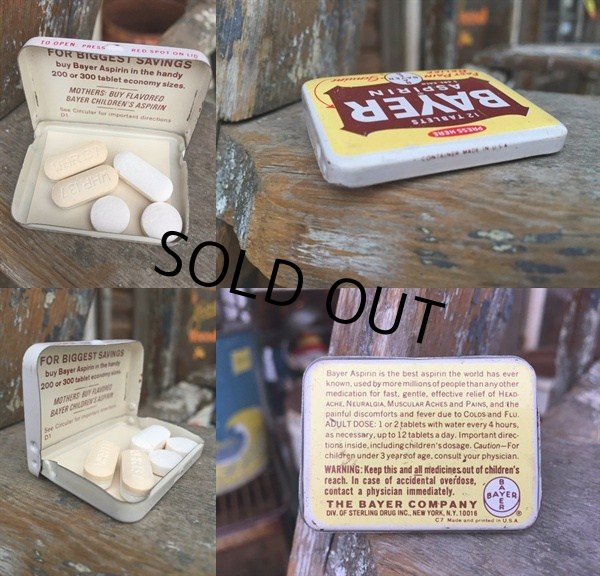 TO OPEN: PRESS RED SPOT ON LID
FOR BIGGEST SAVINGS
buy Bayer Aspirin in the handy
200 or 300 tablet economy sizes.
MOTHERS: BUY FLAVORED
BAYER CHILDREN'S ASPIRIN
See Circular for important directions
D1
BAYER
ASPIRIN
12 TABLETS
PRESS HERE
CONTAINER MADE IN U.S.A.
SOLD OUT
FOR BIGGEST SAVINGS
buy Bayer Aspirin in the handy
200 or 300 tablet economy sizes.
MOTHERS: BUY FLAVORED
BAYER CHILDREN'S ASPIRIN
See Circular for important directions
D1
Bayer Aspirin is the best aspirin the world has ever
known, used by more millions of people than any other
medication for fast, gentle, effective relief of HEAD-
ACHE, NEURALGIA, MUSCULAR ACHES and PAINS, and the
painful discomforts and fever due to COLDS and FLU.
ADULT DOSE: 1 or 2 tablets with water every 4 hours,
as necessary, up to 12 tablets a day. Important direc-
tions inside, including children's dosage. Caution—For
children under 3 years of age, consult your physician.
WARNING: Keep this and all medicines out of children's
reach. In case of accidental overdose,
contact a physician immediately.
THE BAYER COMPANY
DIV. OF STERLING DRUG INC., NEW YORK, N.Y. 10016
C7 Made and printed in U.S.A.
BAYER
BAYER
®